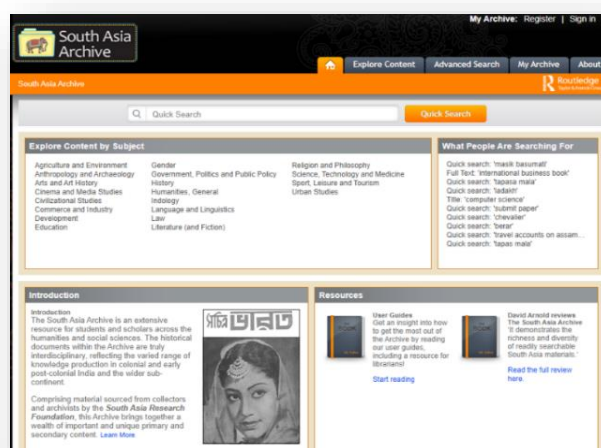 My Archive: Register | Sign in
South Asia
Archive
Explore Content
Advanced Search
My Archive
About
South Asia Archive
Routledge
Quick Search
Quick Search
Explore Content by Subject
Agriculture and Environment
Anthropology and Archaeology
Arts and Art History
Cinema and Media Studies
Civilizational Studies
Commerce and Industry
Development
Education
Gender
Government, Politics and Public Policy
History
Humanities, General
Indology
Language and Linguistics
Law
Literature (and Fiction)
Religion and Philosophy
Science, Technology and Medicine
Sport, Leisure and Tourism
Urban Studies
What People Are Searching For
Quick search: 'masik basumati'
Full Text: 'international business book'
Quick search: 'tapasa mala'
Quick search: 'ladakh'
Title: 'computer science'
Quick search: 'submit paper'
Quick search: 'chevalier'
Quick search: 'berar'
Quick search: 'travel accounts on assam...
Quick search: 'tapas mala'
Introduction
Introduction
The South Asia Archive is an extensive
resource for students and scholars across the
humanities and social sciences. The historical
documents within the Archive are truly
interdisciplinary, reflecting the varied range of
knowledge production in colonial and early
post-colonial India and the wider sub-
continent.
Comprising material sourced from collectors
and archivists by the South Asia Research
Foundation, this Archive brings together a
wealth of important and unique primary and
secondary content. Learn More
সচিত্র ভারত
Resources
User Guides
Get an insight into how
to get the most out of
the Archive by reading
our user guides,
including a resource for
librarians!
Start reading
David Arnold reviews
The South Asia Archive
'It demonstrates the
richness and diversity
of readily searchable
South Asia materials.'
Read the full review
here.